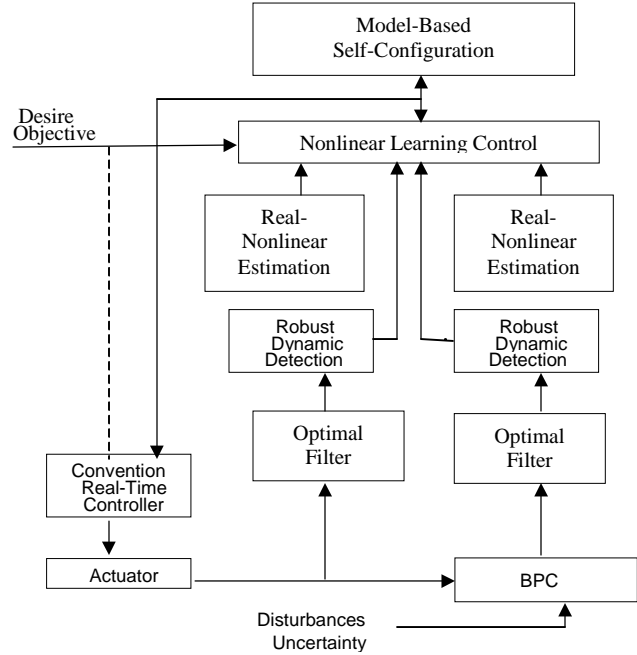 Model-Based
Self-Configuration
Desire
Objective
Nonlinear Learning Control
Real-
Nonlinear
Estimation
Real-
Nonlinear
Estimation
Robust
Dynamic
Detection
Robust
Dynamic
Detection
Optimal
Filter
Optimal
Filter
Convention
Real-Time
Controller
Actuator
BPC
Disturbances
Uncertainty